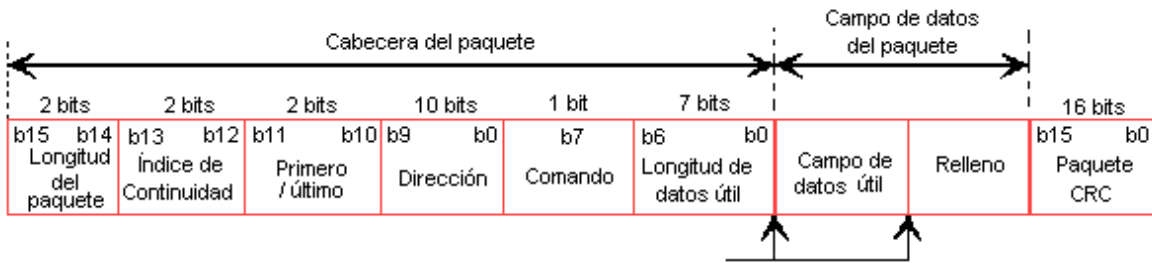 Cabecera del paquete
Campo de datos
del paquete
2 bits 2 bits 2 bits 10 bits 1 bit 7 bits 16 bits
b15 b14 b13 b12 b11 b10 b9 b0 b7 b6 b0 b15 b0
Longitud
del
paquete
Índice de
Continuidad
Primero
/ último
Dirección
Comando
Longitud de
datos útil
Campo de
datos útil
Relleno
Paquete
CRC